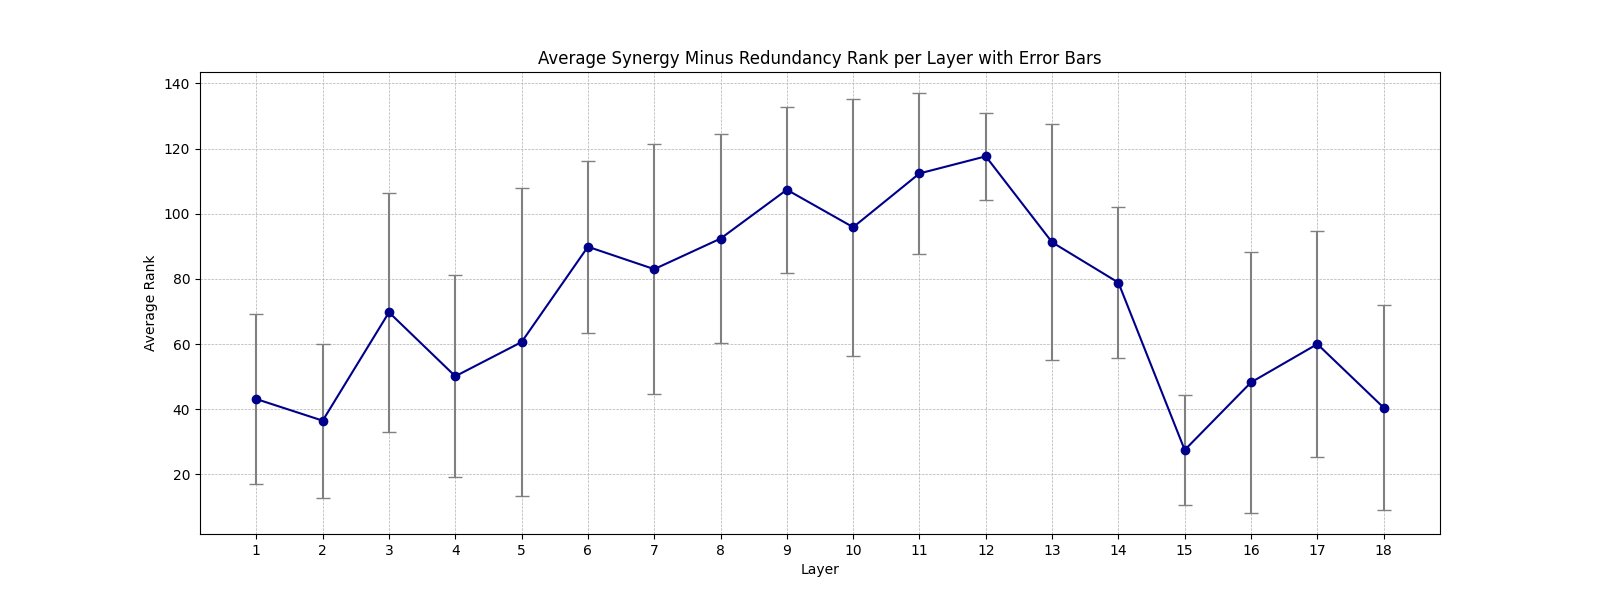 Average Synergy Minus Redundancy Rank per Layer with Error Bars
140
120
100
80
60
40
20
Average Rank
1 2 3 4 5 6 7 8 9 10 11 12 13 14 15 16 17 18
Layer